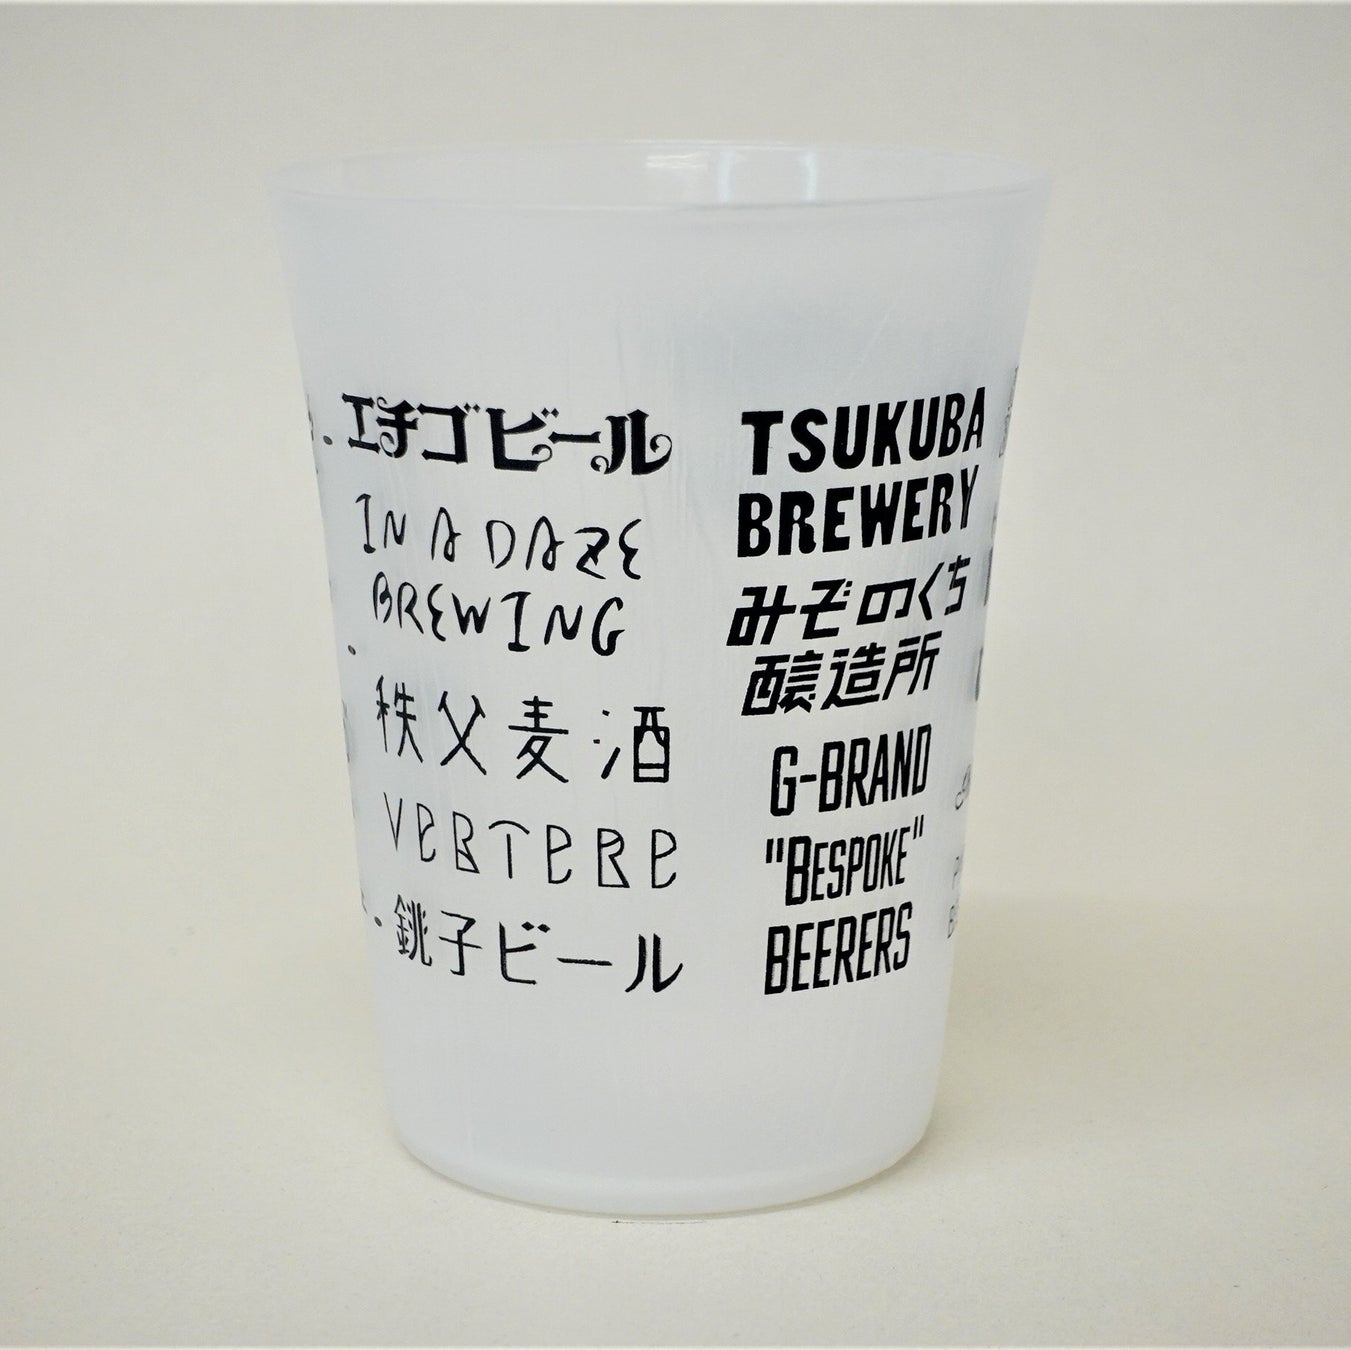 エチゴビール
IN A DAZE
BREWING
秩父麦酒
VERTERE
銚子ビール
TSUKUBA
BREWERY
みぞのくち
醸造所
G-BRAND
"BESPOKE"
BEERERS